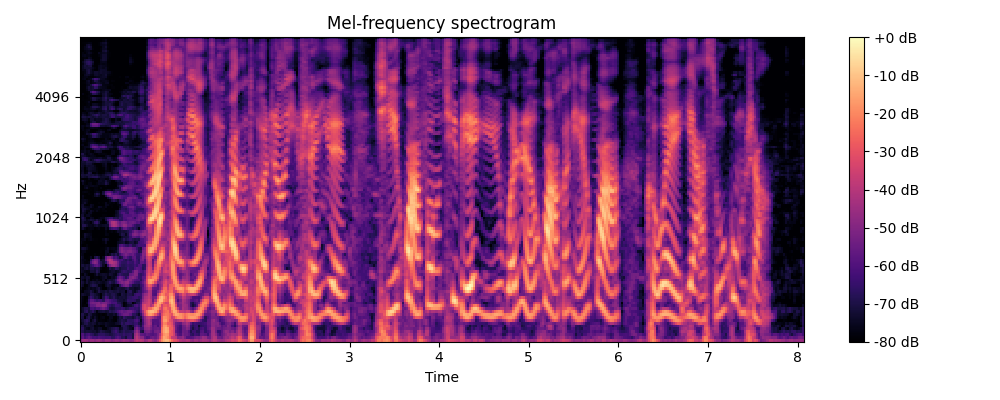 Mel-frequency spectrogram
Hz
4096
2048
1024
512
0
0 1 2 3 4 5 6 7 8
Time
+0 dB
-10 dB
-20 dB
-30 dB
-40 dB
-50 dB
-60 dB
-70 dB
-80 dB